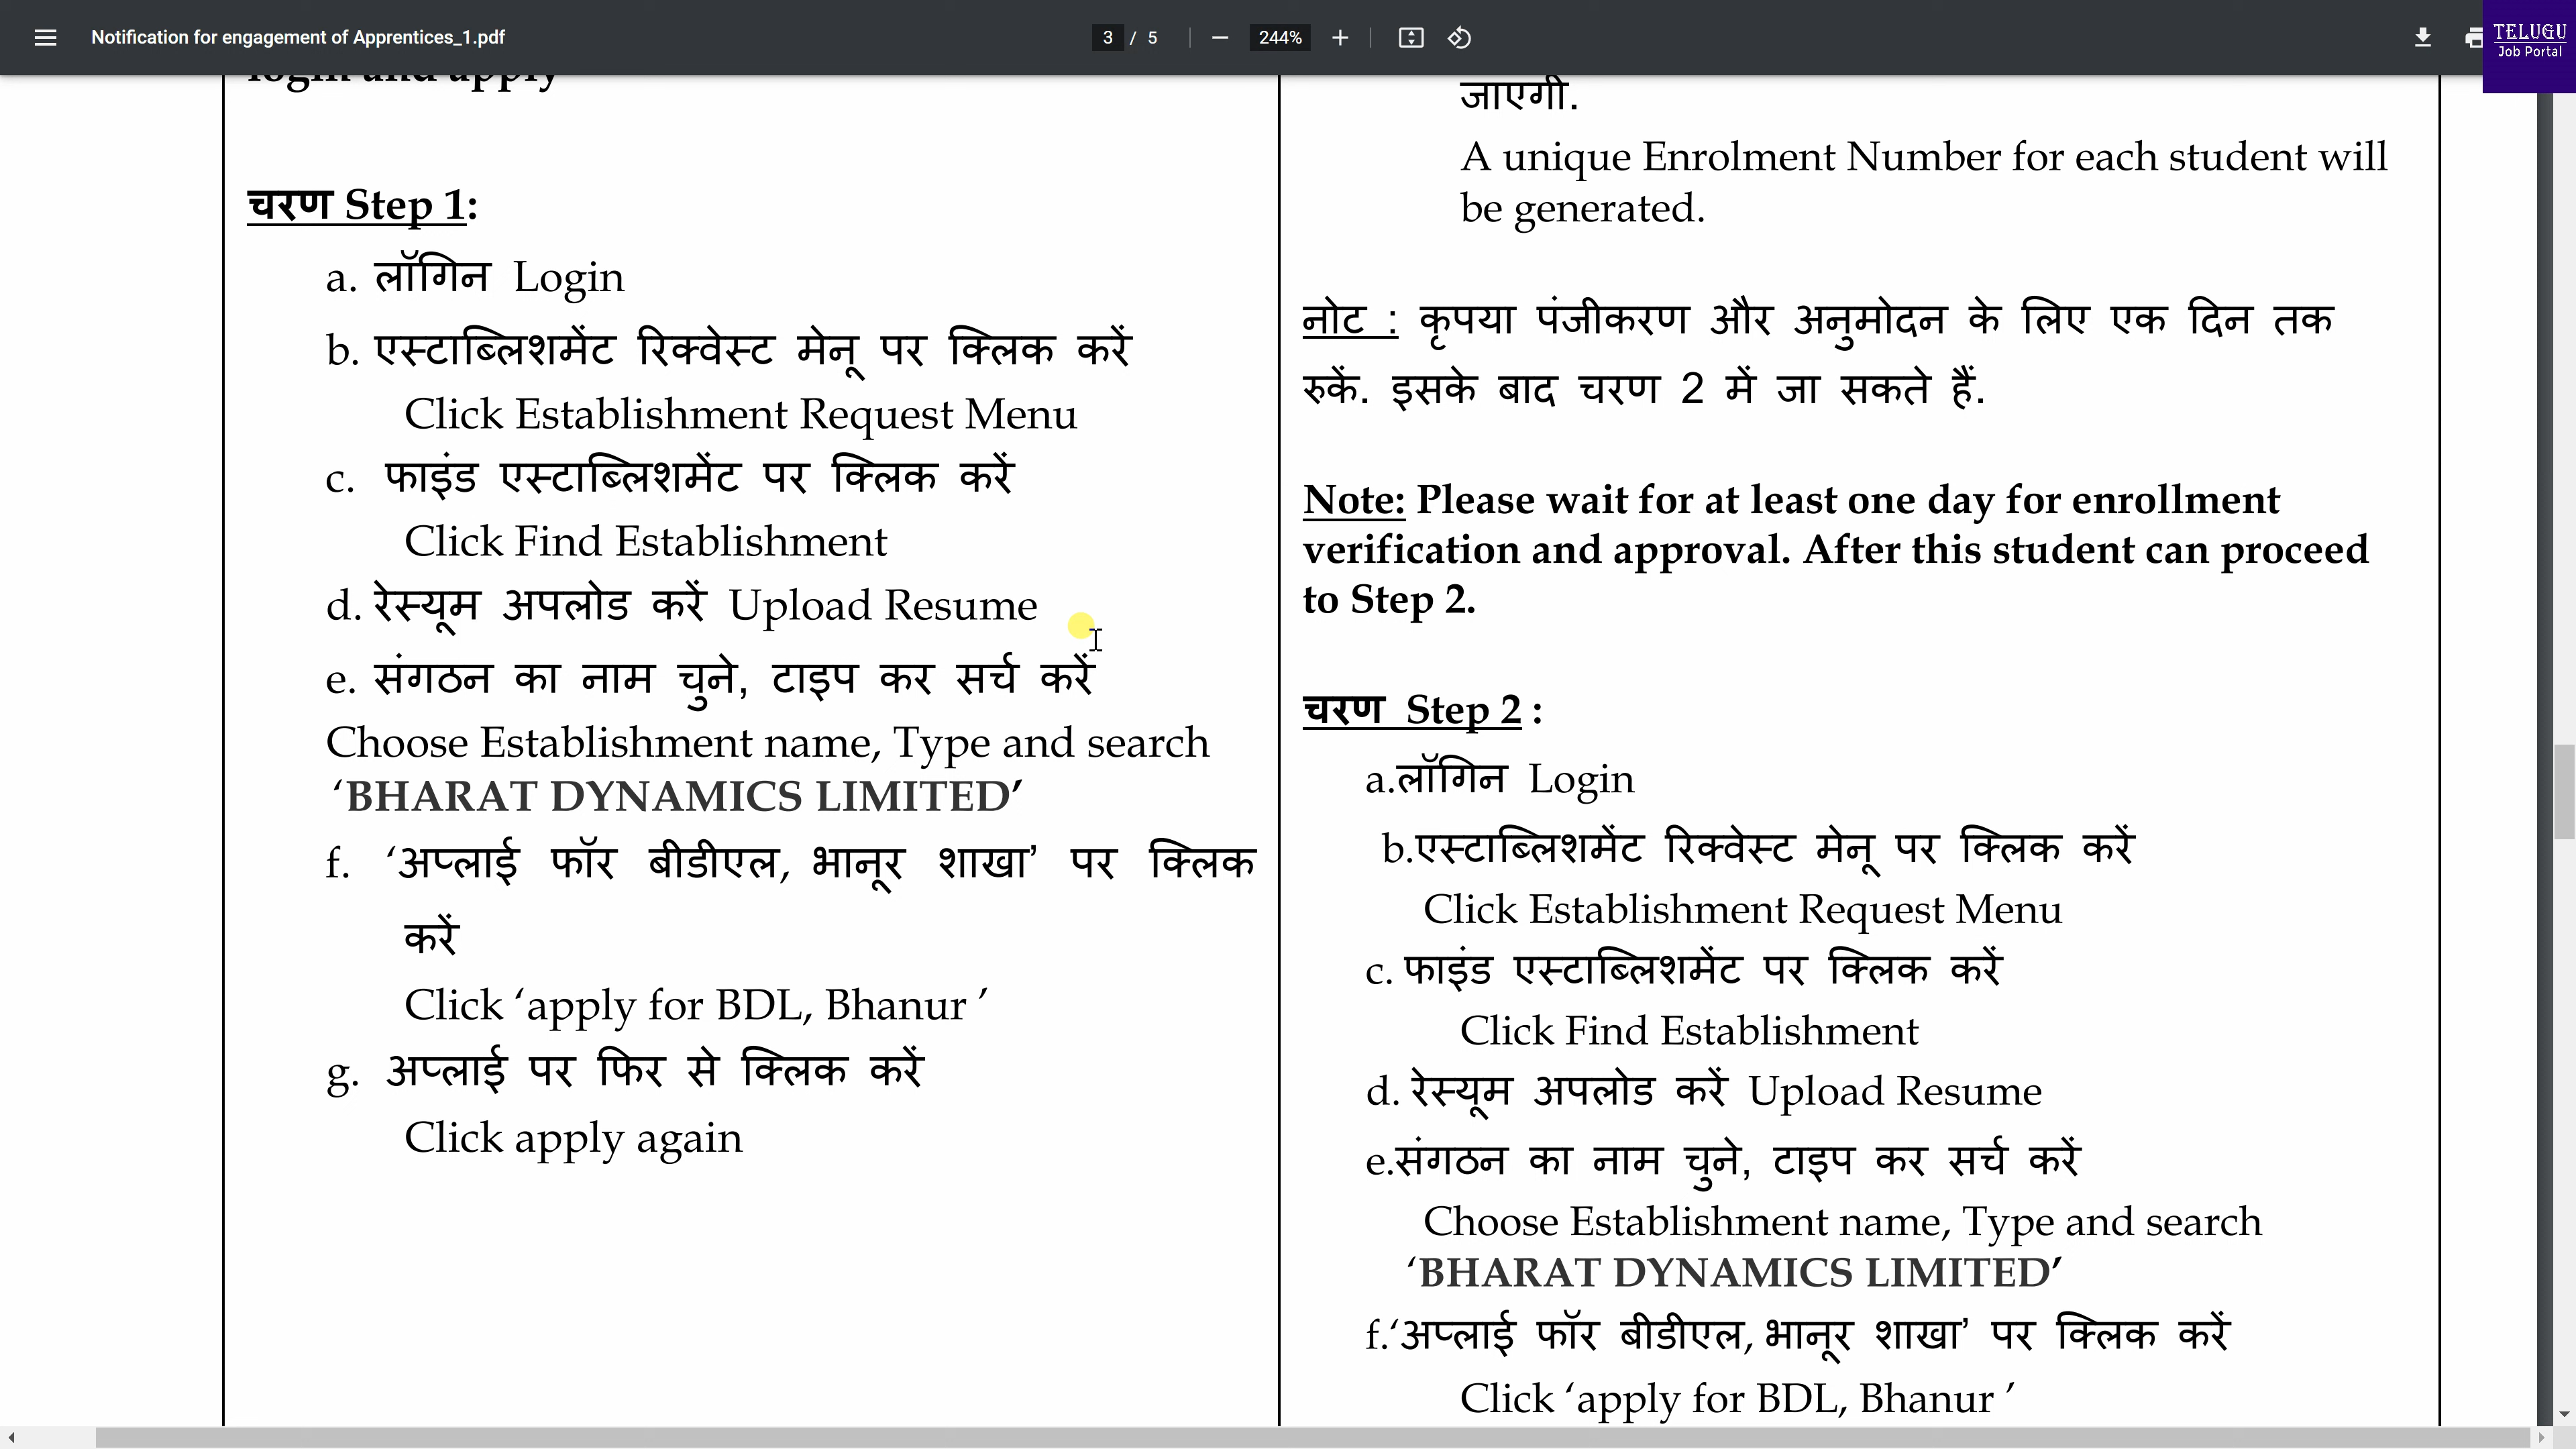 Notification for engagement of Apprentices_1.pdf
3 / 5
244%
TELUGU
Job Portal
login and apply
चरण Step 1:
a. लॉगिन Login
b. एस्टाब्लिशमेंट रिक्वेस्ट मेनू पर क्लिक करें
Click Establishment Request Menu
c. फाइंड एस्टाब्लिशमेंट पर क्लिक करें
Click Find Establishment
d. रेस्यूम अपलोड करें Upload Resume
e. संगठन का नाम चुने, टाइप कर सर्च करें
Choose Establishment name, Type and search
‘BHARAT DYNAMICS LIMITED’
f. ‘अप्लाई फॉर बीडीएल, भानूर शाखा’ पर क्लिक
करें
Click ‘apply for BDL, Bhanur ’
g. अप्लाई पर फिर से क्लिक करें
Click apply again
जाएगी.
A unique Enrolment Number for each student will
be generated.
नोट : कृपया पंजीकरण और अनुमोदन के लिए एक दिन तक
रुकें. इसके बाद चरण 2 में जा सकते हैं.
Note: Please wait for at least one day for enrollment
verification and approval. After this student can proceed
to Step 2.
चरण Step 2 :
a.लॉगिन Login
b.एस्टाब्लिशमेंट रिक्वेस्ट मेनू पर क्लिक करें
Click Establishment Request Menu
c. फाइंड एस्टाब्लिशमेंट पर क्लिक करें
Click Find Establishment
d. रेस्यूम अपलोड करें Upload Resume
e.संगठन का नाम चुने, टाइप कर सर्च करें
Choose Establishment name, Type and search
‘BHARAT DYNAMICS LIMITED’
f.‘अप्लाई फॉर बीडीएल, भानूर शाखा’ पर क्लिक करें
Click ‘apply for BDL, Bhanur ’